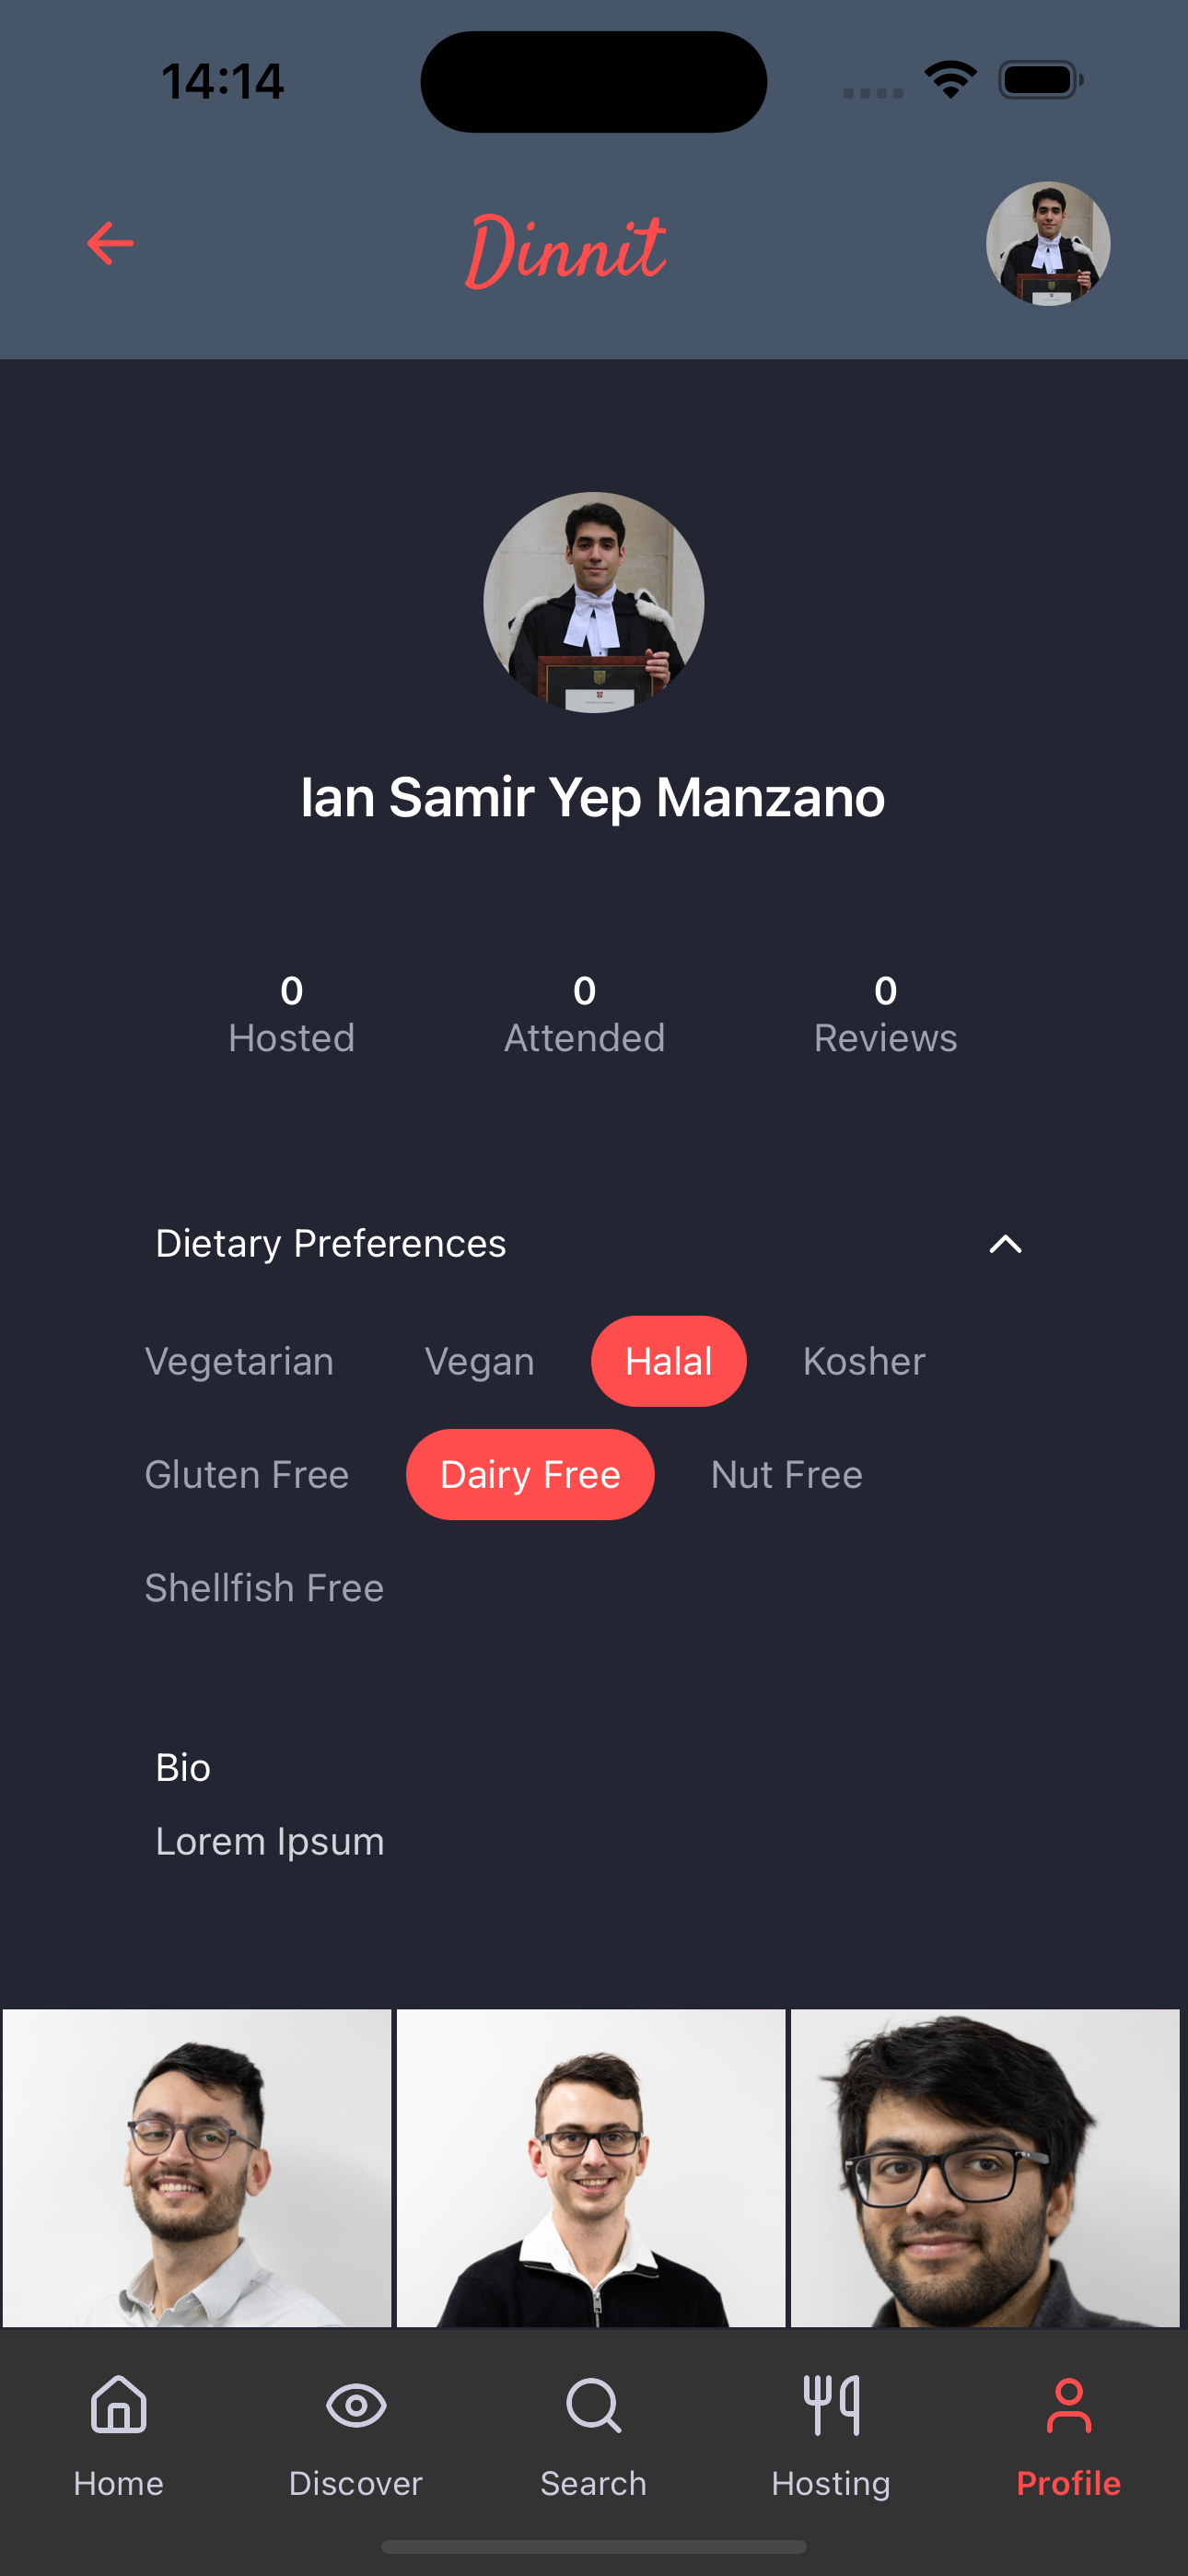 14:14
Dinnit
Ian Samir Yep Manzano
0 0 0
Hosted Attended Reviews
Dietary Preferences
Vegetarian Vegan Halal Kosher
Gluten Free Dairy Free Nut Free
Shellfish Free
Bio
Lorem Ipsum
Home Discover Search Hosting Profile